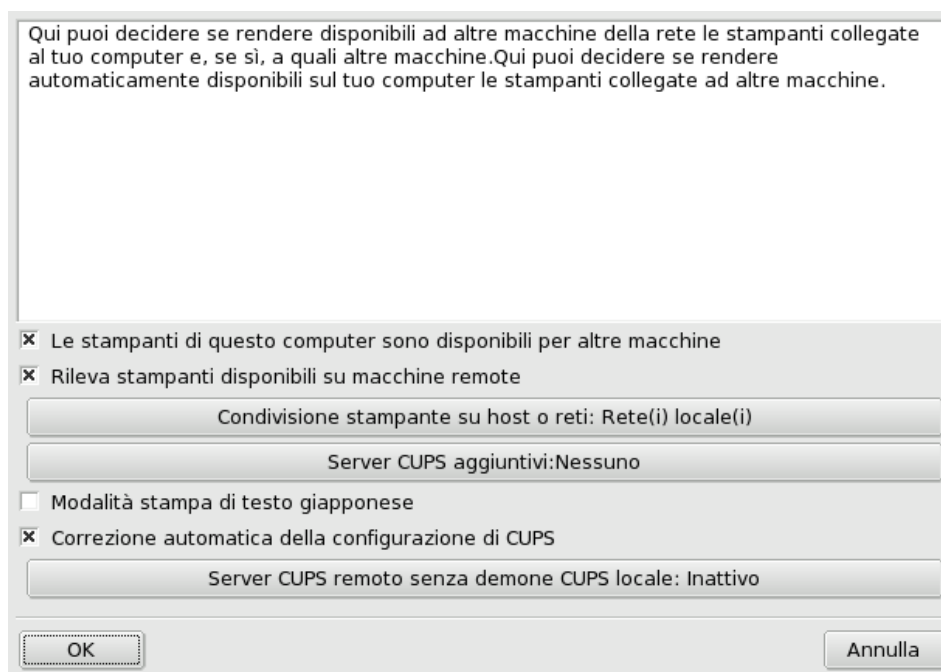 Qui puoi decidere se rendere disponibili ad altre macchine della rete le stampanti collegate
al tuo computer e, se sì, a quali altre macchine.Qui puoi decidere se rendere
automaticamente disponibili sul tuo computer le stampanti collegate ad altre macchine.
Le stampanti di questo computer sono disponibili per altre macchine
Rileva stampanti disponibili su macchine remote
Condivisione stampante su host o reti: Rete(i) locale(i)
Server CUPS aggiuntivi:Nessuno
Modalità stampa di testo giapponese
Correzione automatica della configurazione di CUPS
Server CUPS remoto senza demone CUPS locale: Inattivo
OK
Annulla